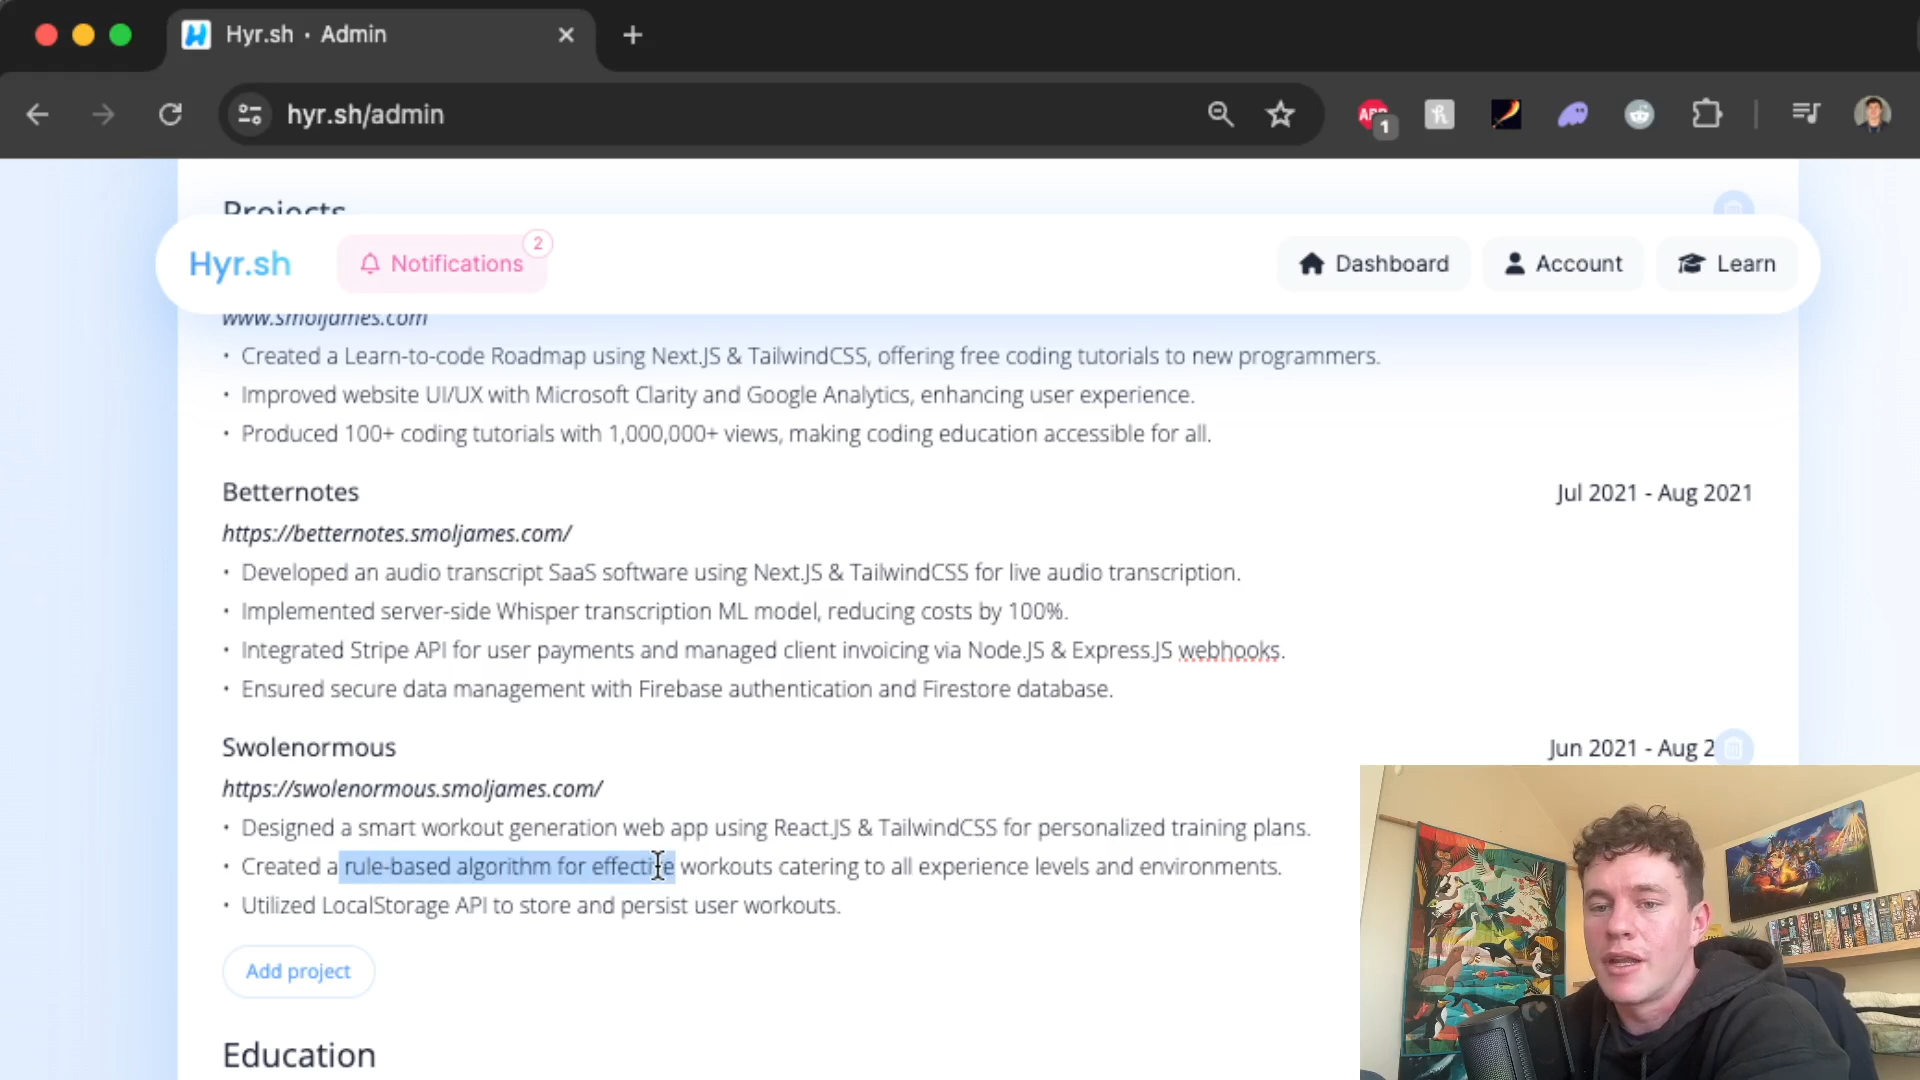 Hyr.sh · Admin
hyr.sh/admin
ABP
1
Projects
Hyr.sh
Notifications
2
Dashboard
Account
Learn
www.smoljames.com
• Created a Learn-to-code Roadmap using Next.JS & TailwindCSS, offering free coding tutorials to new programmers.
• Improved website UI/UX with Microsoft Clarity and Google Analytics, enhancing user experience.
• Produced 100+ coding tutorials with 1,000,000+ views, making coding education accessible for all.
Betternotes
Jul 2021 - Aug 2021
https://betternotes.smoljames.com/
• Developed an audio transcript SaaS software using Next.JS & TailwindCSS for live audio transcription.
• Implemented server-side Whisper transcription ML model, reducing costs by 100%.
• Integrated Stripe API for user payments and managed client invoicing via Node.JS & Express.JS webhooks.
• Ensured secure data management with Firebase authentication and Firestore database.
Swolenormous
Jun 2021 - Aug 2
https://swolenormous.smoljames.com/
• Designed a smart workout generation web app using React.JS & TailwindCSS for personalized training plans.
• Created a rule-based algorithm for effective workouts catering to all experience levels and environments.
• Utilized LocalStorage API to store and persist user workouts.
Add project
Education